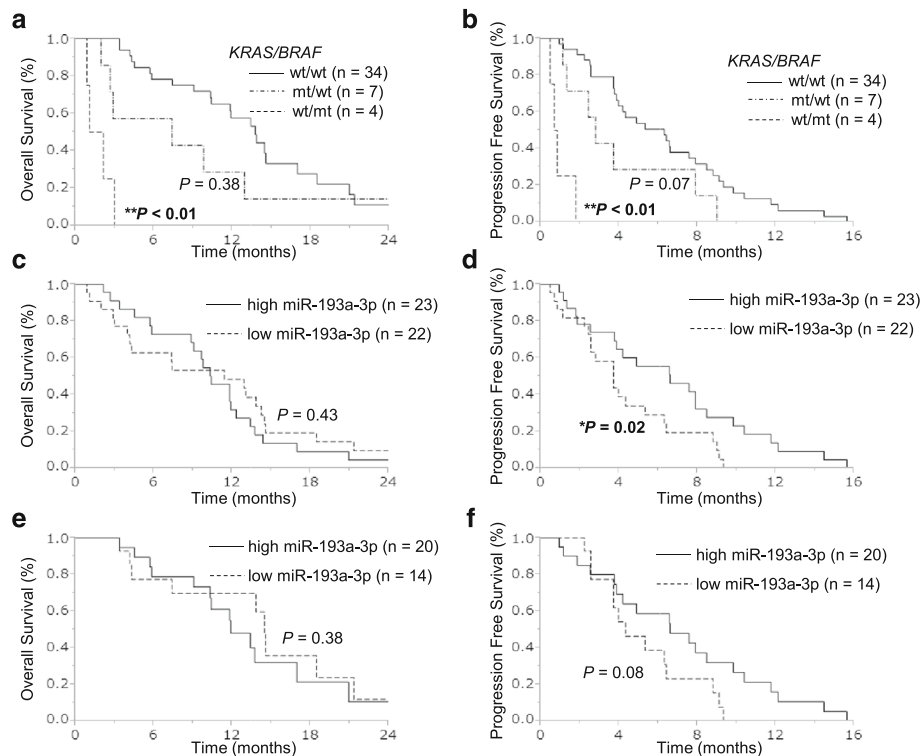 a
Overall Survival (%)
1.0
0.8
0.6
0.4
0.2
0.0
0
6
12
18
24
Time (months)
KRAS/BRAF
wt/wt (n = 34)
mt/wt (n = 7)
wt/mt (n = 4)
P = 0.38
**P < 0.01
b
Progression Free Survival (%)
1.0
0.8
0.6
0.4
0.2
0.0
0
4
8
12
16
Time (months)
KRAS/BRAF
wt/wt (n = 34)
mt/wt (n = 7)
wt/mt (n = 4)
P = 0.07
**P < 0.01
c
Overall Survival (%)
1.0
0.8
0.6
0.4
0.2
0.0
0
6
12
18
24
Time (months)
high miR-193a-3p (n = 23)
low miR-193a-3p (n = 22)
P = 0.43
d
Progression Free Survival (%)
1.0
0.8
0.6
0.4
0.2
0.0
0
4
8
12
16
Time (months)
high miR-193a-3p (n = 23)
low miR-193a-3p (n = 22)
*P = 0.02
e
Overall Survival (%)
1.0
0.8
0.6
0.4
0.2
0.0
0
6
12
18
24
Time (months)
high miR-193a-3p (n = 20)
low miR-193a-3p (n = 14)
P = 0.38
f
Progression Free Survival (%)
1.0
0.8
0.6
0.4
0.2
0.0
0
4
8
12
16
Time (months)
high miR-193a-3p (n = 20)
low miR-193a-3p (n = 14)
P = 0.08